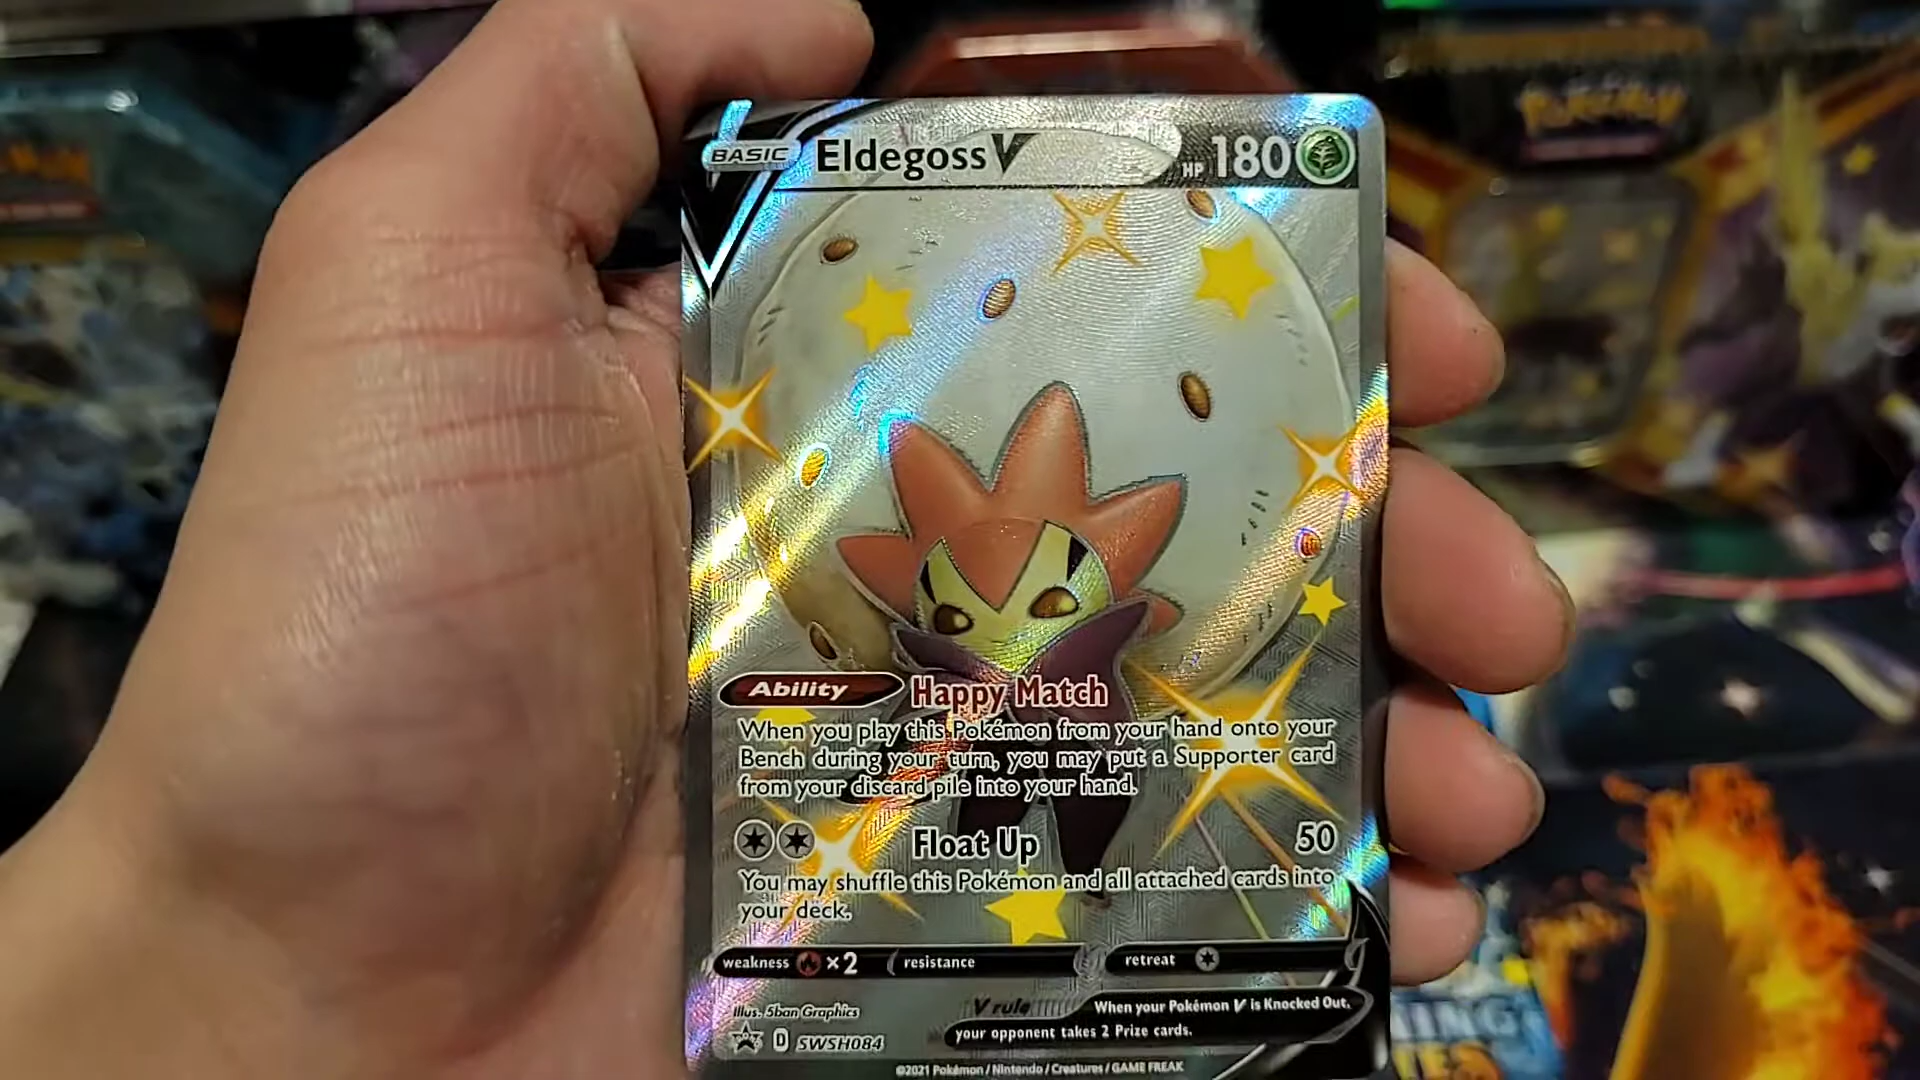 Pokémon
BASIC Eldegoss V HP 180
Ability Happy Match
When you play this Pokémon from your hand onto your
Bench during your turn, you may put a Supporter card
from your discard pile into your hand.
Float Up 50
You may shuffle this Pokémon and all attached cards into
your deck.
weakness ×2 resistance retreat
Illus. 5ban Graphics
V rule When your Pokémon V is Knocked Out,
your opponent takes 2 Prize cards.
D SWSH084
©2021 Pokémon / Nintendo / Creatures / GAME FREAK